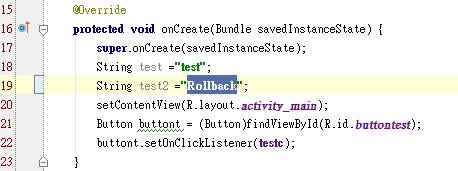 15 @Override
16 protected void onCreate(Bundle savedInstanceState) {
17 super.onCreate(savedInstanceState);
18 String test ="test";
19 String test2 ="Rollback";
20 setContentView(R.layout.activity_main);
21 Button buttont = (Button)findViewById(R.id.buttontest);
22 buttont.setOnClickListener(testc);
23 }